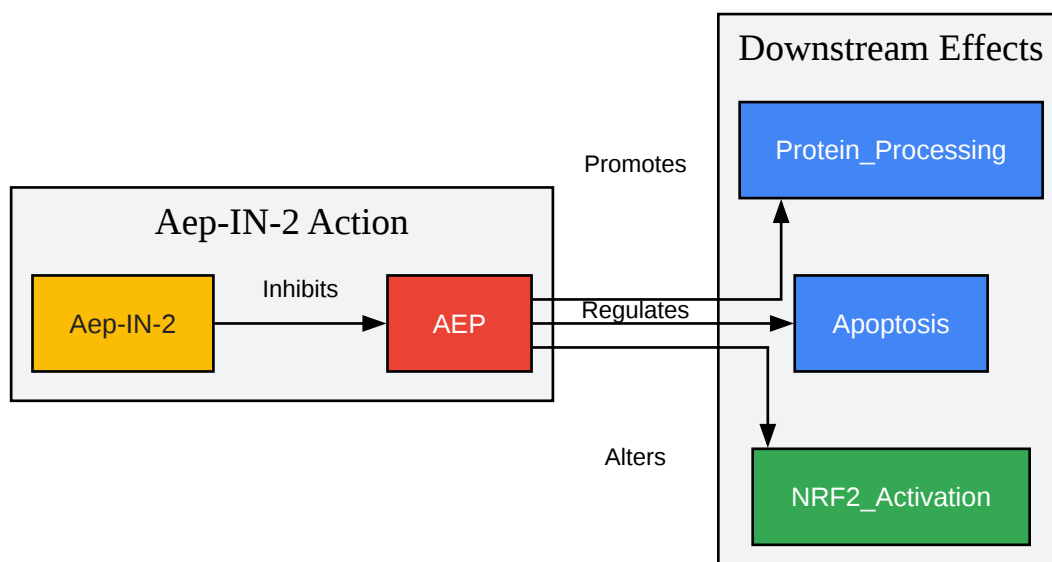 Downstream Effects
Protein_Processing
Promotes
Aep-IN-2 Action
Aep-IN-2
Inhibits
AEP
Regulates
Apoptosis
Alters
NRF2_Activation